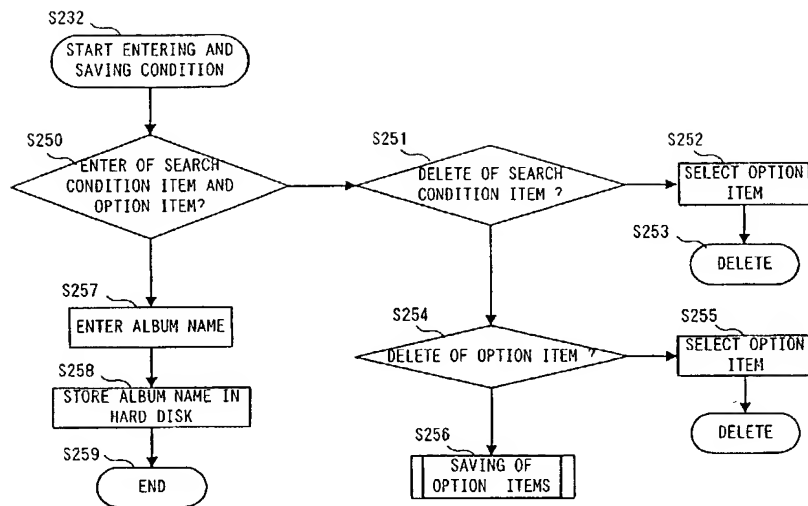 S232
START ENTERING AND
SAVING CONDITION
S250
ENTER OF SEARCH
CONDITION ITEM AND
OPTION ITEM?
S251
DELETE OF SEARCH
CONDITION ITEM ?
S252
SELECT OPTION
ITEM
S253
DELETE
S257
ENTER ALBUM NAME
S254
DELETE OF OPTION ITEM ?
S255
SELECT OPTION
ITEM
S258
STORE ALBUM NAME IN
HARD DISK
DELETE
S259
END
S256
SAVING OF
OPTION ITEMS